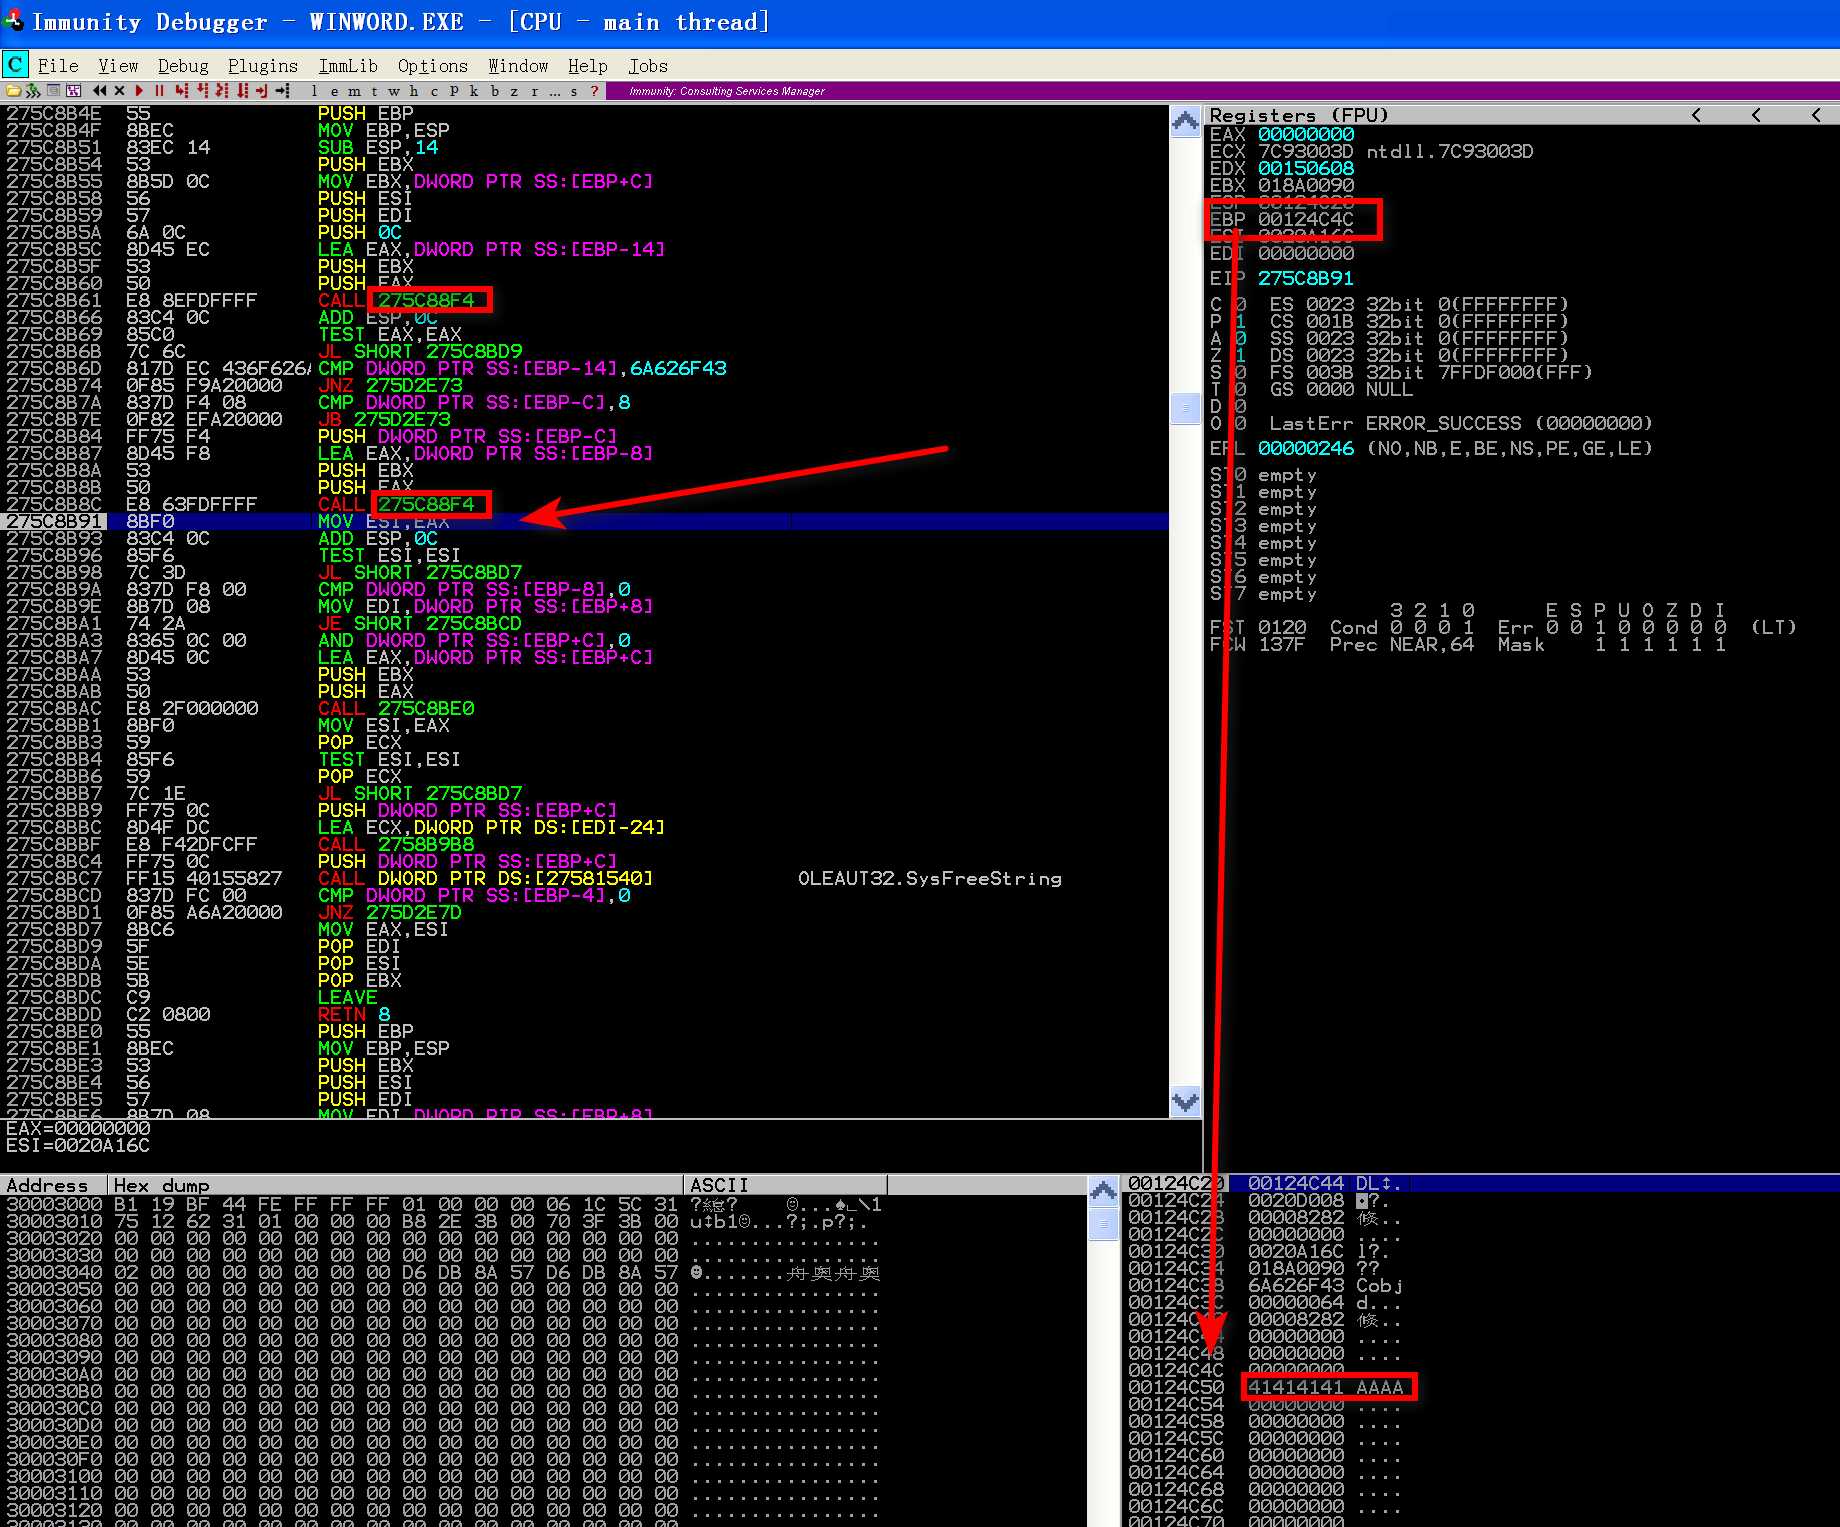 Immunity Debugger - WINWORD.EXE - [CPU - main thread]
C File View Debug Plugins ImmLib Options Window Help Jobs
l e m t w h c P k b z r ... s ? Immunity: Consulting Services Manager
275C8B4E 55 PUSH EBP
275C8B4F 8BEC MOV EBP,ESP
275C8B51 83EC 14 SUB ESP,14
275C8B54 53 PUSH EBX
275C8B55 8B5D 0C MOV EBX,DWORD PTR SS:[EBP+C]
275C8B58 56 PUSH ESI
275C8B59 57 PUSH EDI
275C8B5A 6A 0C PUSH 0C
275C8B5C 8D45 EC LEA EAX,DWORD PTR SS:[EBP-14]
275C8B5F 53 PUSH EBX
275C8B60 50 PUSH EAX
275C8B61 E8 8EFDFFFF CALL 275C88F4
275C8B66 83C4 0C ADD ESP,0C
275C8B69 85C0 TEST EAX,EAX
275C8B6B 7C 6C JL SHORT 275C8BD9
275C8B6D 817D EC 436F626A CMP DWORD PTR SS:[EBP-14],6A626F43
275C8B74 0F85 F9A20000 JNZ 275D2E73
275C8B7A 837D F4 08 CMP DWORD PTR SS:[EBP-C],8
275C8B7E 0F82 EFA20000 JB 275D2E73
275C8B84 FF75 F4 PUSH DWORD PTR SS:[EBP-C]
275C8B87 8D45 F8 LEA EAX,DWORD PTR SS:[EBP-8]
275C8B8A 53 PUSH EBX
275C8B8B 50 PUSH EAX
275C8B8C E8 63FDFFFF CALL 275C88F4
275C8B91 8BF0 MOV ESI,EAX
275C8B93 83C4 0C ADD ESP,0C
275C8B96 85F6 TEST ESI,ESI
275C8B98 7C 3D JL SHORT 275C8BD7
275C8B9A 837D F8 00 CMP DWORD PTR SS:[EBP-8],0
275C8B9E 8B7D 08 MOV EDI,DWORD PTR SS:[EBP+8]
275C8BA1 74 2A JE SHORT 275C8BCD
275C8BA3 8365 0C 00 AND DWORD PTR SS:[EBP+C],0
275C8BA7 8D45 0C LEA EAX,DWORD PTR SS:[EBP+C]
275C8BAA 53 PUSH EBX
275C8BAB 50 PUSH EAX
275C8BAC E8 2F000000 CALL 275C8BE0
275C8BB1 8BF0 MOV ESI,EAX
275C8BB3 59 POP ECX
275C8BB4 85F6 TEST ESI,ESI
275C8BB6 59 POP ECX
275C8BB7 7C 1E JL SHORT 275C8BD7
275C8BB9 FF75 0C PUSH DWORD PTR SS:[EBP+C]
275C8BBC 8D4F DC LEA ECX,DWORD PTR DS:[EDI-24]
275C8BBF E8 F42DFCFF CALL 2758B9B8
275C8BC4 FF75 0C PUSH DWORD PTR SS:[EBP+C]
275C8BC7 FF15 40155827 CALL DWORD PTR DS:[27581540] OLEAUT32.SysFreeString
275C8BCD 837D FC 00 CMP DWORD PTR SS:[EBP-4],0
275C8BD1 0F85 A6A20000 JNZ 275D2E7D
275C8BD7 8BC6 MOV EAX,ESI
275C8BD9 5F POP EDI
275C8BDA 5E POP ESI
275C8BDB 5B POP EBX
275C8BDC C9 LEAVE
275C8BDD C2 0800 RETN 8
275C8BE0 55 PUSH EBP
275C8BE1 8BEC MOV EBP,ESP
275C8BE3 53 PUSH EBX
275C8BE4 56 PUSH ESI
275C8BE5 57 PUSH EDI
275C8BE6 8B7D 08 MOV EDI,DWORD PTR SS:[EBP+8]
EAX=00000000
ESI=0020A16C
Registers (FPU) < < <
EAX 00000000
ECX 7C93003D ntdll.7C93003D
EDX 00150608
EBX 018A0090
ESP 00124C20
EBP 00124C4C
ESI 0020A16C
EDI 00000000
EIP 275C8B91
C 0 ES 0023 32bit 0(FFFFFFFF)
P 1 CS 001B 32bit 0(FFFFFFFF)
A 0 SS 0023 32bit 0(FFFFFFFF)
Z 1 DS 0023 32bit 0(FFFFFFFF)
S 0 FS 003B 32bit 7FFDF000(FFF)
T 0 GS 0000 NULL
D 0
O 0 LastErr ERROR_SUCCESS (00000000)
EFL 00000246 (NO,NB,E,BE,NS,PE,GE,LE)
ST0 empty
ST1 empty
ST2 empty
ST3 empty
ST4 empty
ST5 empty
ST6 empty
ST7 empty
3 2 1 0 E S P U O Z D I
FST 0120 Cond 0 0 0 1 Err 0 0 1 0 0 0 0 0 (LT)
FCW 137F Prec NEAR,64 Mask 1 1 1 1 1 1
Address Hex dump ASCII
30003000 B1 19 BF 44 FE FF FF FF 01 00 00 00 06 1C 5C 31
30003010 75 12 62 31 01 00 00 00 B8 2E 3B 00 70 3F 3B 00
30003020 00 00 00 00 00 00 00 00 00 00 00 00 00 00 00 00 ................
30003030 00 00 00 00 00 00 00 00 00 00 00 00 00 00 00 00 ................
30003040 02 00 00 00 00 00 00 00 D6 DB 8A 57 D6 DB 8A 57
30003050 00 00 00 00 00 00 00 00 00 00 00 00 00 00 00 00 ................
30003060 00 00 00 00 00 00 00 00 00 00 00 00 00 00 00 00 ................
30003070 00 00 00 00 00 00 00 00 00 00 00 00 00 00 00 00 ................
30003080 00 00 00 00 00 00 00 00 00 00 00 00 00 00 00 00 ................
30003090 00 00 00 00 00 00 00 00 00 00 00 00 00 00 00 00 ................
300030A0 00 00 00 00 00 00 00 00 00 00 00 00 00 00 00 00 ................
300030B0 00 00 00 00 00 00 00 00 00 00 00 00 00 00 00 00 ................
300030C0 00 00 00 00 00 00 00 00 00 00 00 00 00 00 00 00 ................
300030D0 00 00 00 00 00 00 00 00 00 00 00 00 00 00 00 00 ................
300030E0 00 00 00 00 00 00 00 00 00 00 00 00 00 00 00 00 ................
300030F0 00 00 00 00 00 00 00 00 00 00 00 00 00 00 00 00 ................
30003100 00 00 00 00 00 00 00 00 00 00 00 00 00 00 00 00 ................
30003110 00 00 00 00 00 00 00 00 00 00 00 00 00 00 00 00 ................
30003120 00 00 00 00 00 00 00 00 00 00 00 00 00 00 00 00 ................
00124C20 00124C44 DL↕.
00124C24 0020D008
00124C28 00008282
00124C2C 00000000 ....
00124C30 0020A16C l?.
00124C34 018A0090 ??
00124C38 6A626F43 Cobj
00124C3C 00000064 d...
00124C40 00008282
00124C44 00000000 ....
00124C48 00000000 ....
00124C4C 00000000
00124C50 41414141 AAAA
00124C54 00000000 ....
00124C58 00000000 ....
00124C5C 00000000 ....
00124C60 00000000 ....
00124C64 00000000 ....
00124C68 00000000 ....
00124C6C 00000000 ....
00124C70 00000000